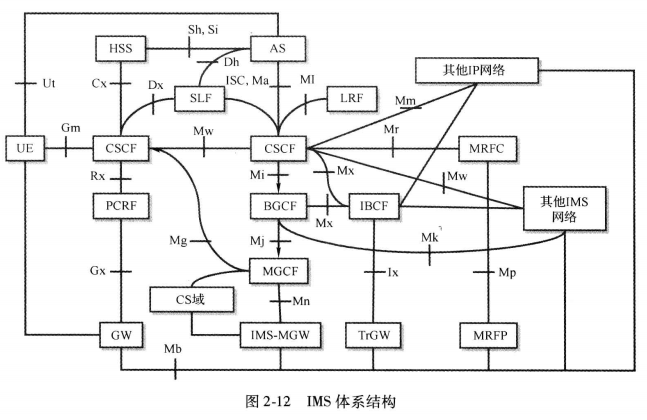 Sh, Si
HSS
AS
Dh
其他IP网络
Ut
Cx
Dx
ISC, Ma
Ml
SLF
LRF
Mm
Gm
Mw
Mr
UE
CSCF
CSCF
MRFC
Rx
Mi
Mx
Mw
PCRF
BGCF
Mx
IBCF
其他IMS
网络
Mg
Mj
Mk
Gx
MGCF
Ix
Mp
CS域
Mn
GW
IMS-MGW
TrGW
MRFP
Mb
图 2-12 IMS 体系结构